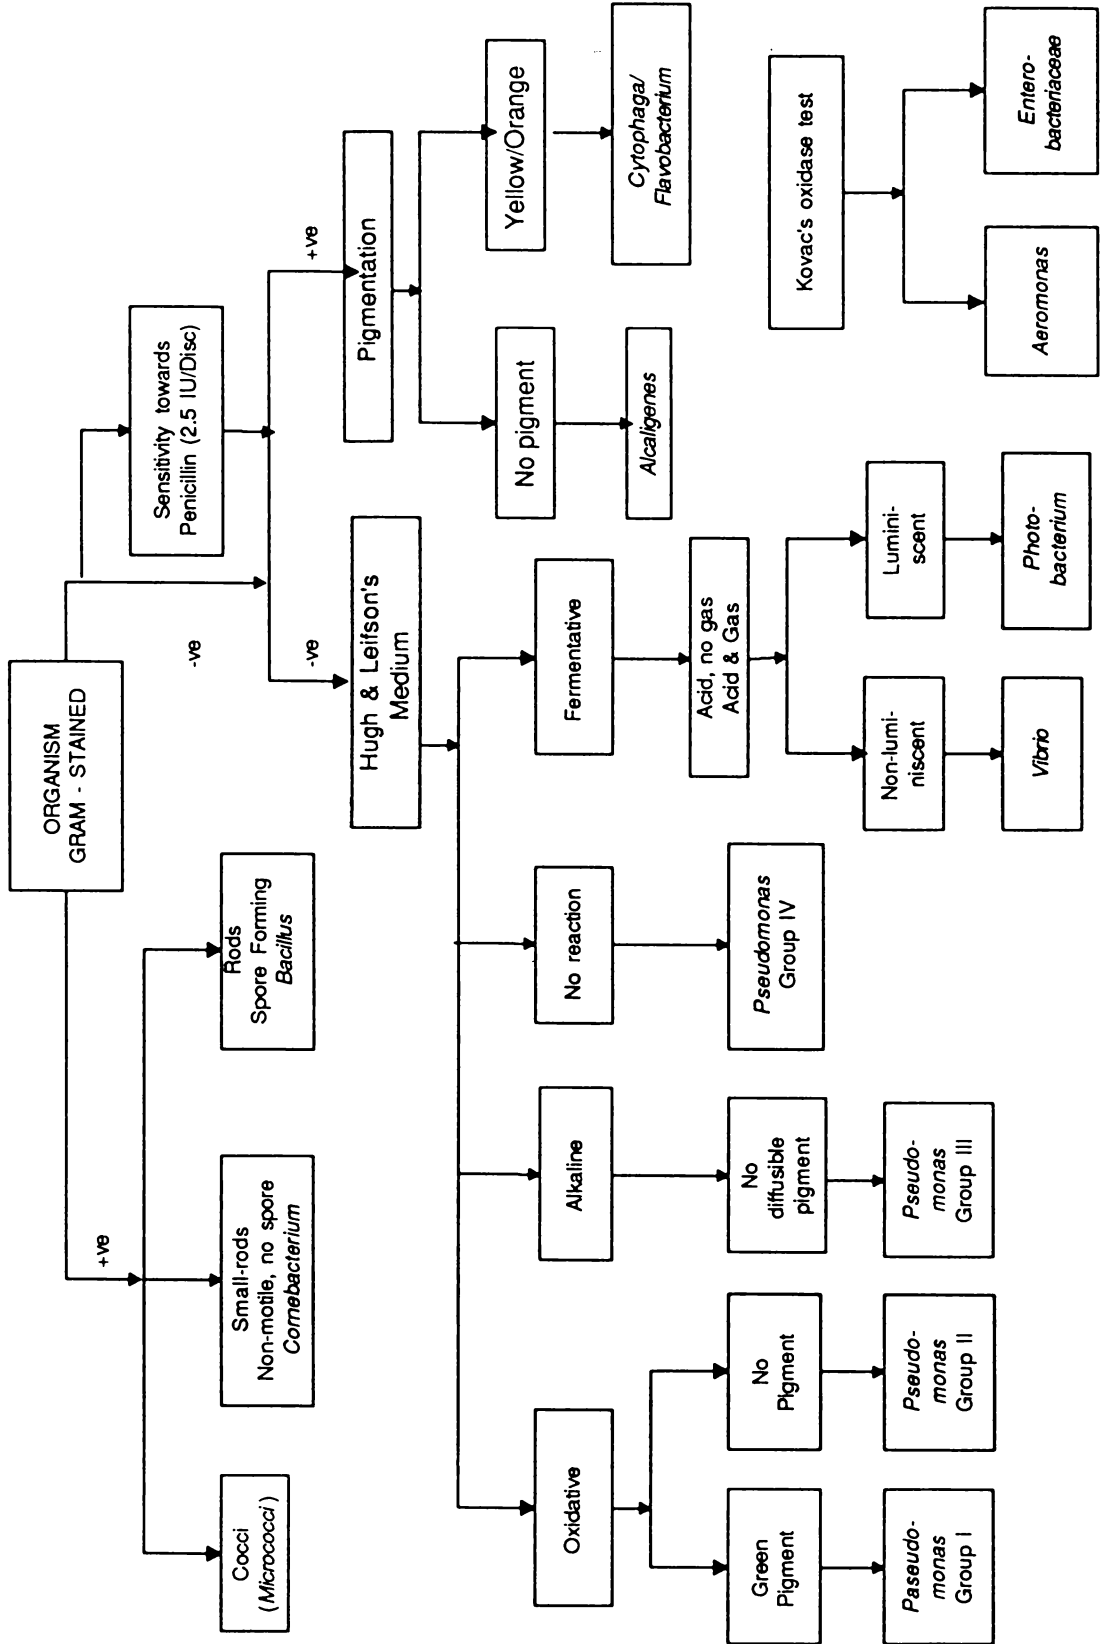 ORGANISM
GRAM - STAINED
+ve
-ve
Cocci
(Micrococci)
Small-rods
Non-motile, no spore
Cornebacterium
Rods
Spore Forming
Bacillus
Sensitivity towards
Penicillin (2.5 IU/Disc)
-ve
+ve
Hugh & Leifson's
Medium
Pigmentation
Oxidative
Alkaline
No reaction
Fermentative
No pigment
Yellow/Orange
Green
Pigment
No
Pigment
No
diffusible
pigment
Pseudomonas
Group IV
Acid, no gas
Acid & Gas
Alcaligenes
Cytophaga/
Flavobacterium
Paseudo-
monas
Group I
Pseudo-
monas
Group II
Pseudo-
monas
Group III
Non-lumi-
niscent
Lumini-
scent
Vibrio
Photo-
bacterium
Kovac's oxidase test
Aeromonas
Entero-
bacteriaceae